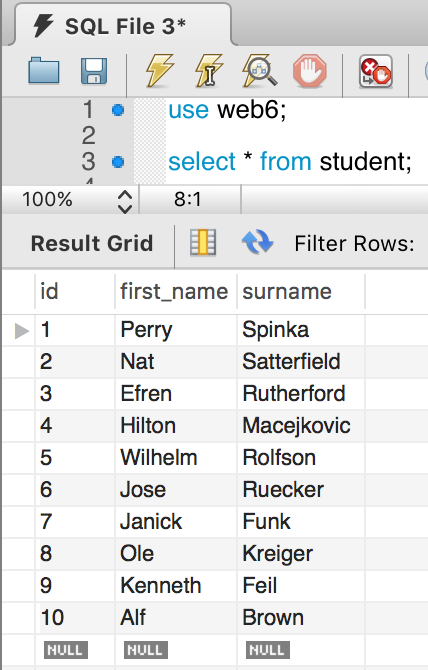 SQL File 3*
1 use web6;
2
3 select * from student;
100% 8:1
Result Grid Filter Rows:
id first_name surname
1 Perry Spinka
2 Nat Satterfield
3 Efren Rutherford
4 Hilton Macejkovic
5 Wilhelm Rolfson
6 Jose Ruecker
7 Janick Funk
8 Ole Kreiger
9 Kenneth Feil
10 Alf Brown
NULL NULL NULL